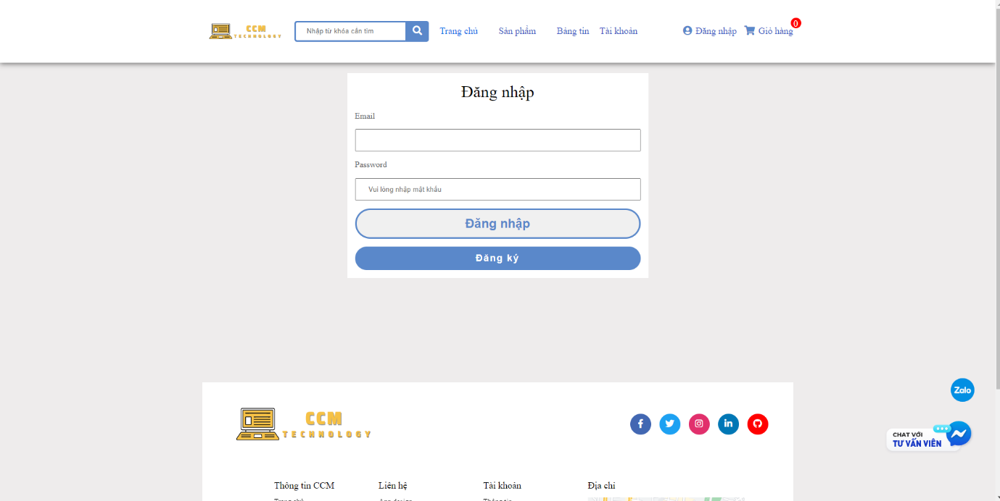 CCM
TECHNOLOGY
Nhập từ khóa cần tìm
Trang chủ
Sản phẩm
Bảng tin
Tài khoản
Đăng nhập
Giỏ hàng
0
Đăng nhập
Email
Password
Vui lòng nhập mật khẩu
Đăng nhập
Đăng ký
Zalo
CHAT VỚI
TƯ VẤN VIÊN
CCM
TECHNOLOGY
Thông tin CCM
Liên hệ
Tài khoản
Địa chỉ